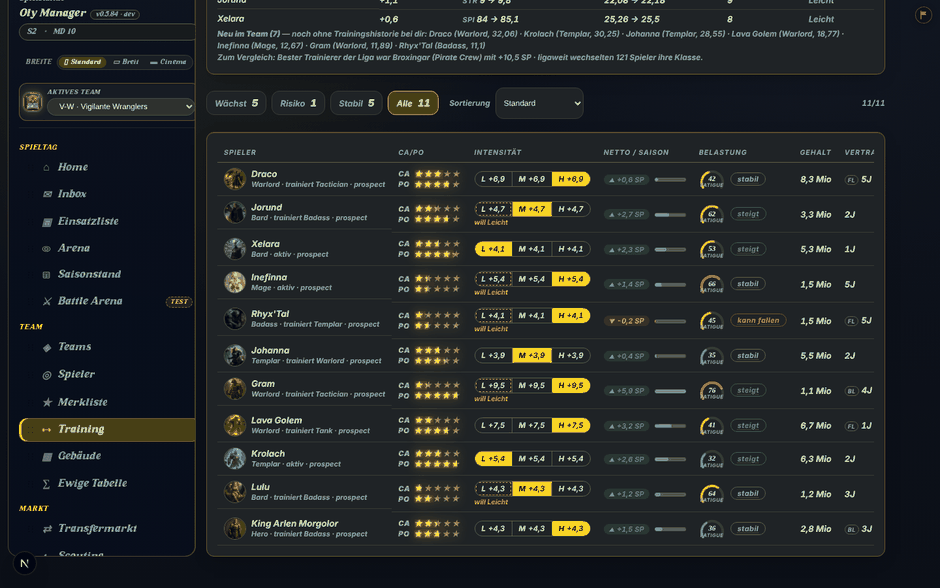 Oly Manager v0.5.84 · dev
S2 · MD 10
BREITE Standard Breit Cinema
AKTIVES TEAM
V-W · Vigilante Wranglers
SPIELTAG
Home
Inbox
Einsatzliste
Arena
Saisonstand
Battle Arena TEST
TEAM
Teams
Spieler
Merkliste
Training
Gebäude
Ewige Tabelle
MARKT
Transfermarkt
Scouting
N
Jorund +1,1 STR 9 → 9,8 22,08 → 22,18 9 Leicht
Xelara +0,6 SPI 84 → 85,1 25,26 → 25,5 8 Leicht
Neu im Team (7) — noch ohne Trainingshistorie bei dir: Draco (Warlord, 32,06) · Krolach (Templar, 30,25) · Johanna (Templar, 28,55) · Lava Golem (Warlord, 18,77) ·
Inefinna (Mage, 12,67) · Gram (Warlord, 11,89) · Rhyx'Tal (Badass, 11,1)
Zum Vergleich: Bester Trainierer der Liga war Broxingar (Pirate Crew) mit +10,5 SP · ligaweit wechselten 121 Spieler ihre Klasse.
Wächst 5 Risiko 1 Stabil 5 Alle 11 Sortierung Standard 11/11
SPIELER CA/PO INTENSITÄT NETTO / SAISON BELASTUNG GEHALT VERTRA
Draco CA L +6,9 M +6,9 H +6,9 ▲ +0,6 SP 42 stabil 8,3 Mio FL 5J
Warlord · trainiert Tactician · prospect PO
Jorund CA L +4,7 M +4,7 H +4,7 ▲ +2,7 SP 62 steigt 3,3 Mio 2J
Bard · trainiert Badass · prospect PO will Leicht
Xelara CA L +4,1 M +4,1 H +4,1 ▲ +2,3 SP 53 steigt 5,3 Mio 1J
Bard · aktiv · prospect PO
Inefinna CA L +5,4 M +5,4 H +5,4 ▲ +1,4 SP 66 stabil 1,5 Mio 5J
Mage · aktiv · prospect PO will Leicht
Rhyx'Tal CA L +4,1 M +4,1 H +4,1 ▼ -0,2 SP 45 kann fallen 1,5 Mio FL 5J
Badass · trainiert Templar · prospect PO will Leicht
Johanna CA L +3,9 M +3,9 H +3,9 ▲ +0,4 SP 35 stabil 5,5 Mio 2J
Templar · trainiert Warlord · prospect PO
Gram CA L +9,5 M +9,5 H +9,5 ▲ +5,9 SP 76 steigt 1,1 Mio BL 4J
Warlord · trainiert Badass · prospect PO will Leicht
Lava Golem CA L +7,5 M +7,5 H +7,5 ▲ +3,2 SP 41 steigt 6,7 Mio FL 1J
Warlord · trainiert Tank · prospect PO
Krolach CA L +5,4 M +5,4 H +5,4 ▲ +2,6 SP 32 steigt 6,3 Mio 2J
Templar · aktiv · prospect PO
Lulu CA L +4,3 M +4,3 H +4,3 ▲ +1,2 SP 64 stabil 1,2 Mio 3J
Bard · trainiert Badass · prospect PO will Leicht
King Arlen Morgolor CA L +4,3 M +4,3 H +4,3 ▲ +1,5 SP 36 stabil 2,8 Mio BL 3J
Hero · trainiert Badass · prospect PO